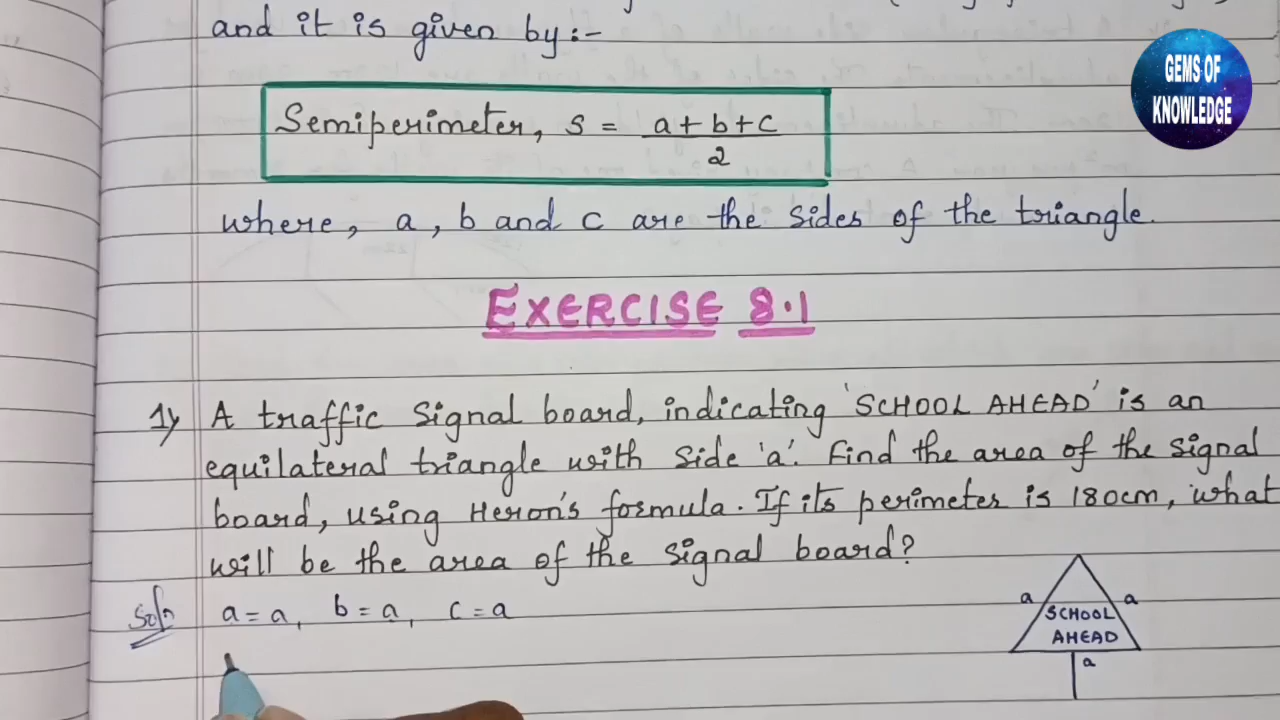 and it is given by:-
GEMS OF
KNOWLEDGE
Semiperimeter, s = a+b+c
2
where, a, b and c are the sides of the triangle.
EXERCISE 8.1
1) A traffic signal board, indicating 'SCHOOL AHEAD' is an
equilateral triangle with side 'a'. Find the area of the signal
board, using Heron's formula. If its perimeter is 180cm, what
will be the area of the signal board?
Soln a = a, b = a, c = a
a a
SCHOOL
AHEAD
a